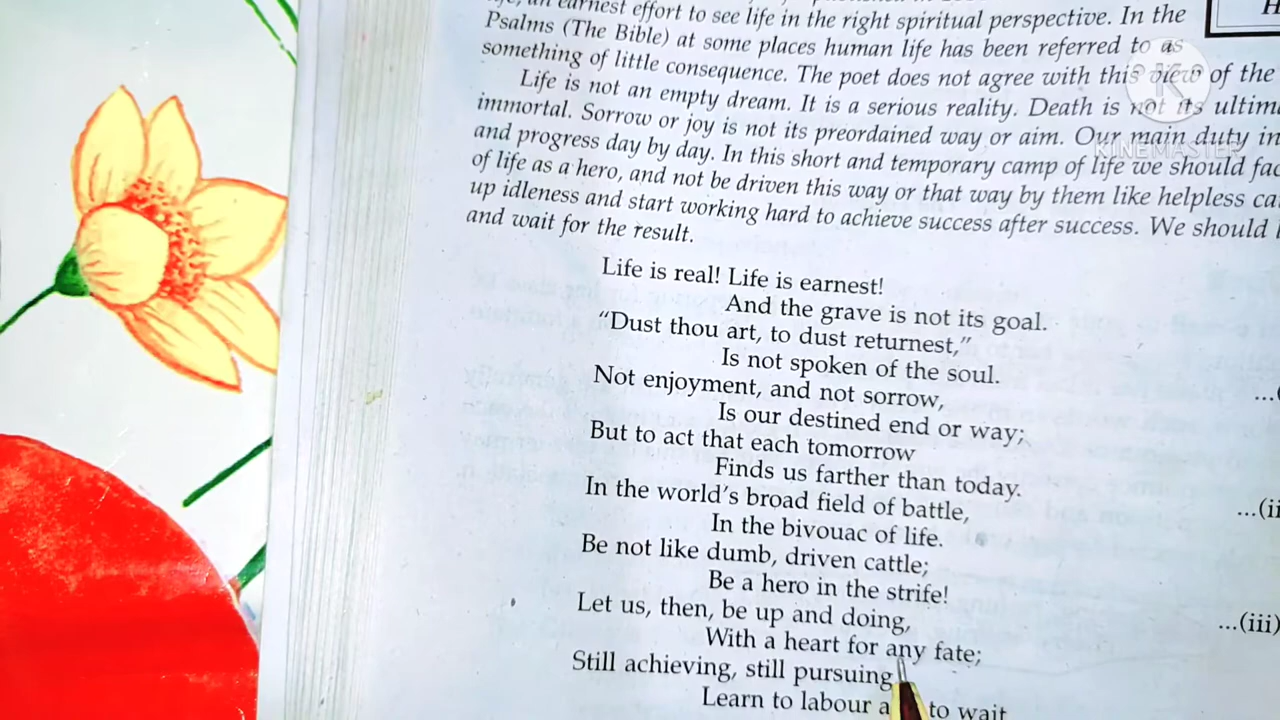 an earnest effort to see life in the right spiritual perspective. In the
Psalms (The Bible) at some places human life has been referred to as
something of little consequence. The poet does not agree with this view of the
Life is not an empty dream. It is a serious reality. Death is not its ultim
immortal. Sorrow or joy is not its preordained way or aim. Our main duty in
and progress day by day. In this short and temporary camp of life we should fac
of life as a hero, and not be driven this way or that way by them like helpless ca
up idleness and start working hard to achieve success after success. We should
and wait for the result.
Life is real! Life is earnest!
And the grave is not its goal.
“Dust thou art, to dust returnest,”
Is not spoken of the soul.
Not enjoyment, and not sorrow,
Is our destined end or way;
But to act that each tomorrow
Finds us farther than today.
...(ii
In the world's broad field of battle,
In the bivouac of life.
Be not like dumb, driven cattle;
Be a hero in the strife!
...(iii)
Let us, then, be up and doing,
With a heart for any fate;
Still achieving, still pursuing
Learn to labour a to wait
K
KINEMASTER